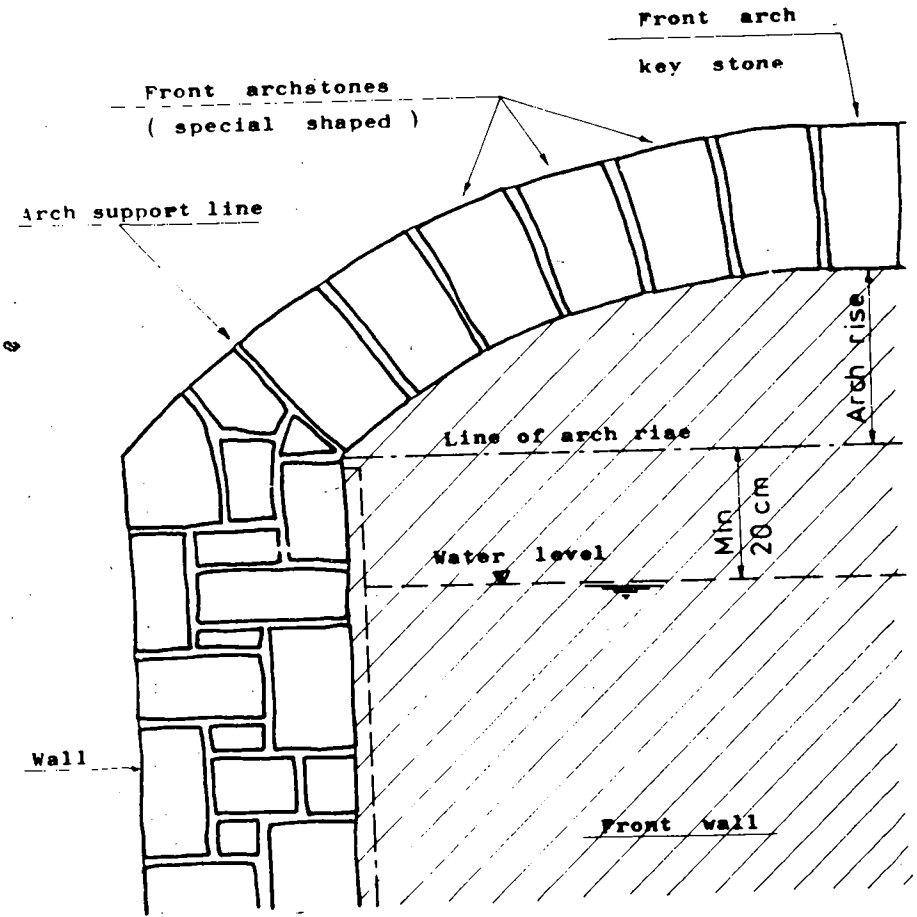 Front arch
key stone
Front archstones
( special shaped )
Arch support line
Arch rise
Line of arch rise
Min
20 cm
Water level
Wall
Front wall